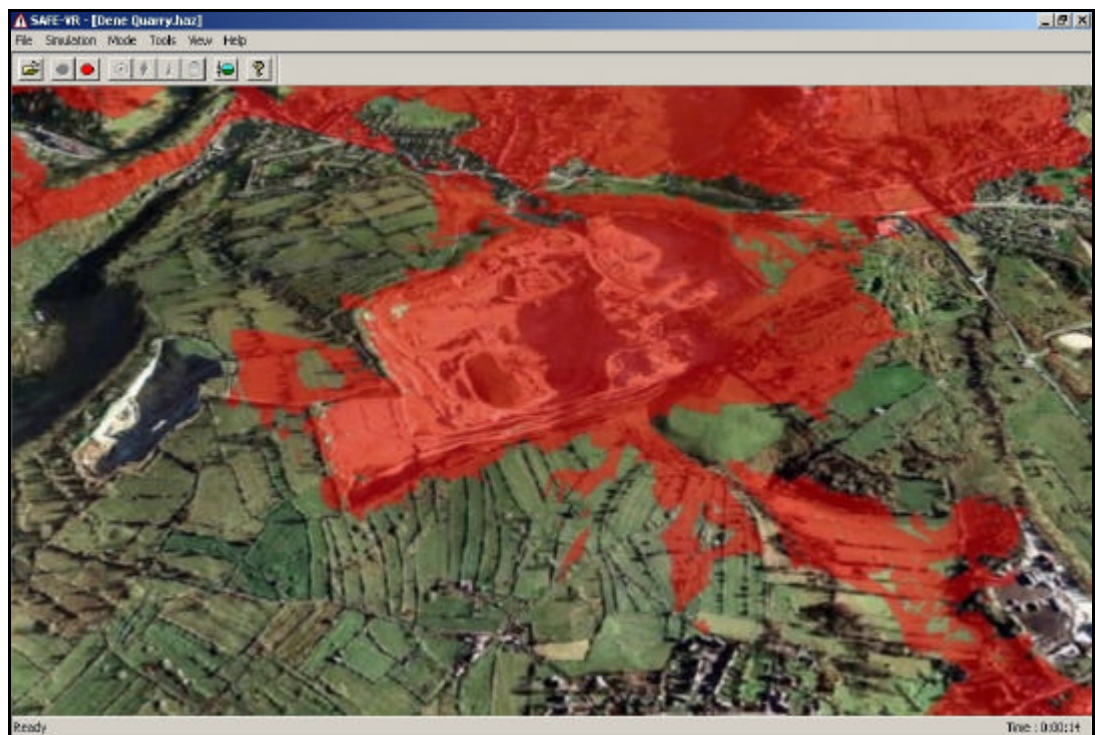 SAFE-VR - [Dene Quarry.haz]
File Simulation Mode Tools View Help
Ready
Time : 0:00:14